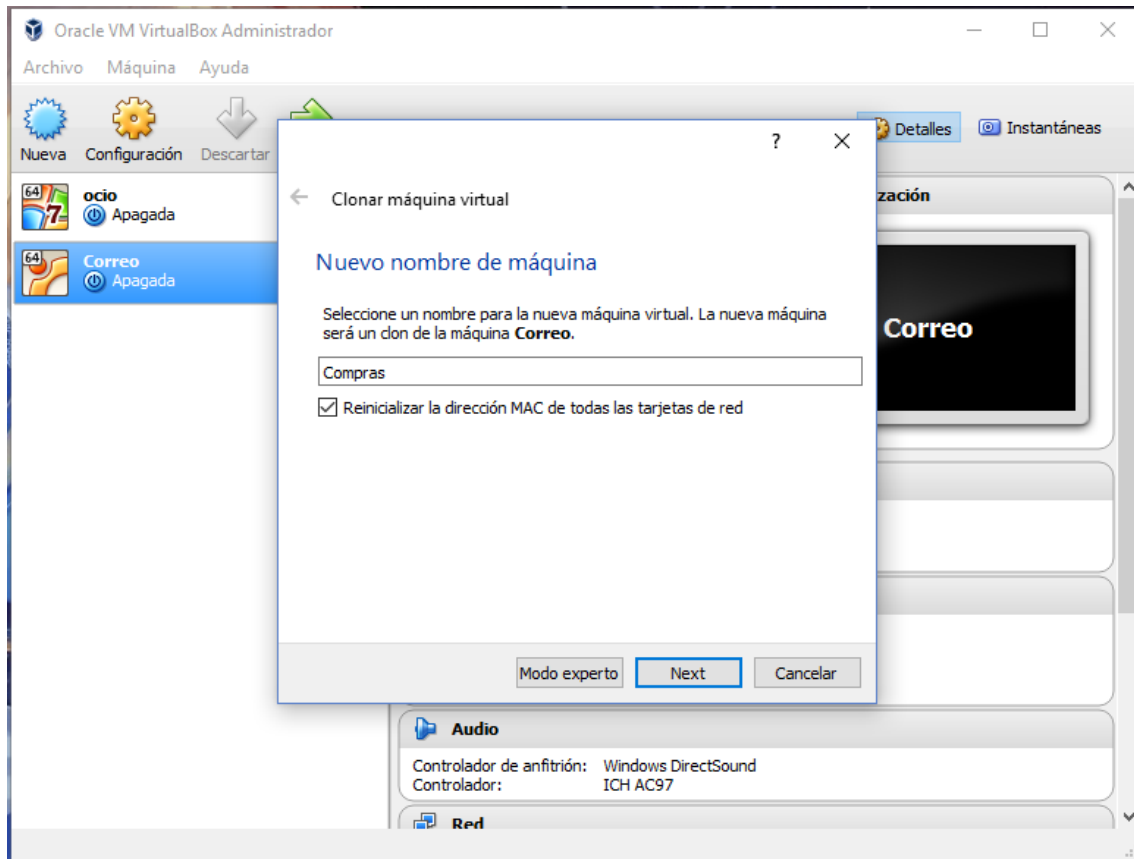 Oracle VM VirtualBox Administrador
Archivo Máquina Ayuda
Nueva Configuración Descartar
Detalles Instantáneas
64
7
ocio
Apagada
64
Correo
Apagada
?
Clonar máquina virtual
Nuevo nombre de máquina
Seleccione un nombre para la nueva máquina virtual. La nueva máquina
será un clon de la máquina Correo.
Compras
Reinicializar la dirección MAC de todas las tarjetas de red
Modo experto Next Cancelar
zación
Correo
Audio
Controlador de anfitrión: Windows DirectSound
Controlador: ICH AC97
Red